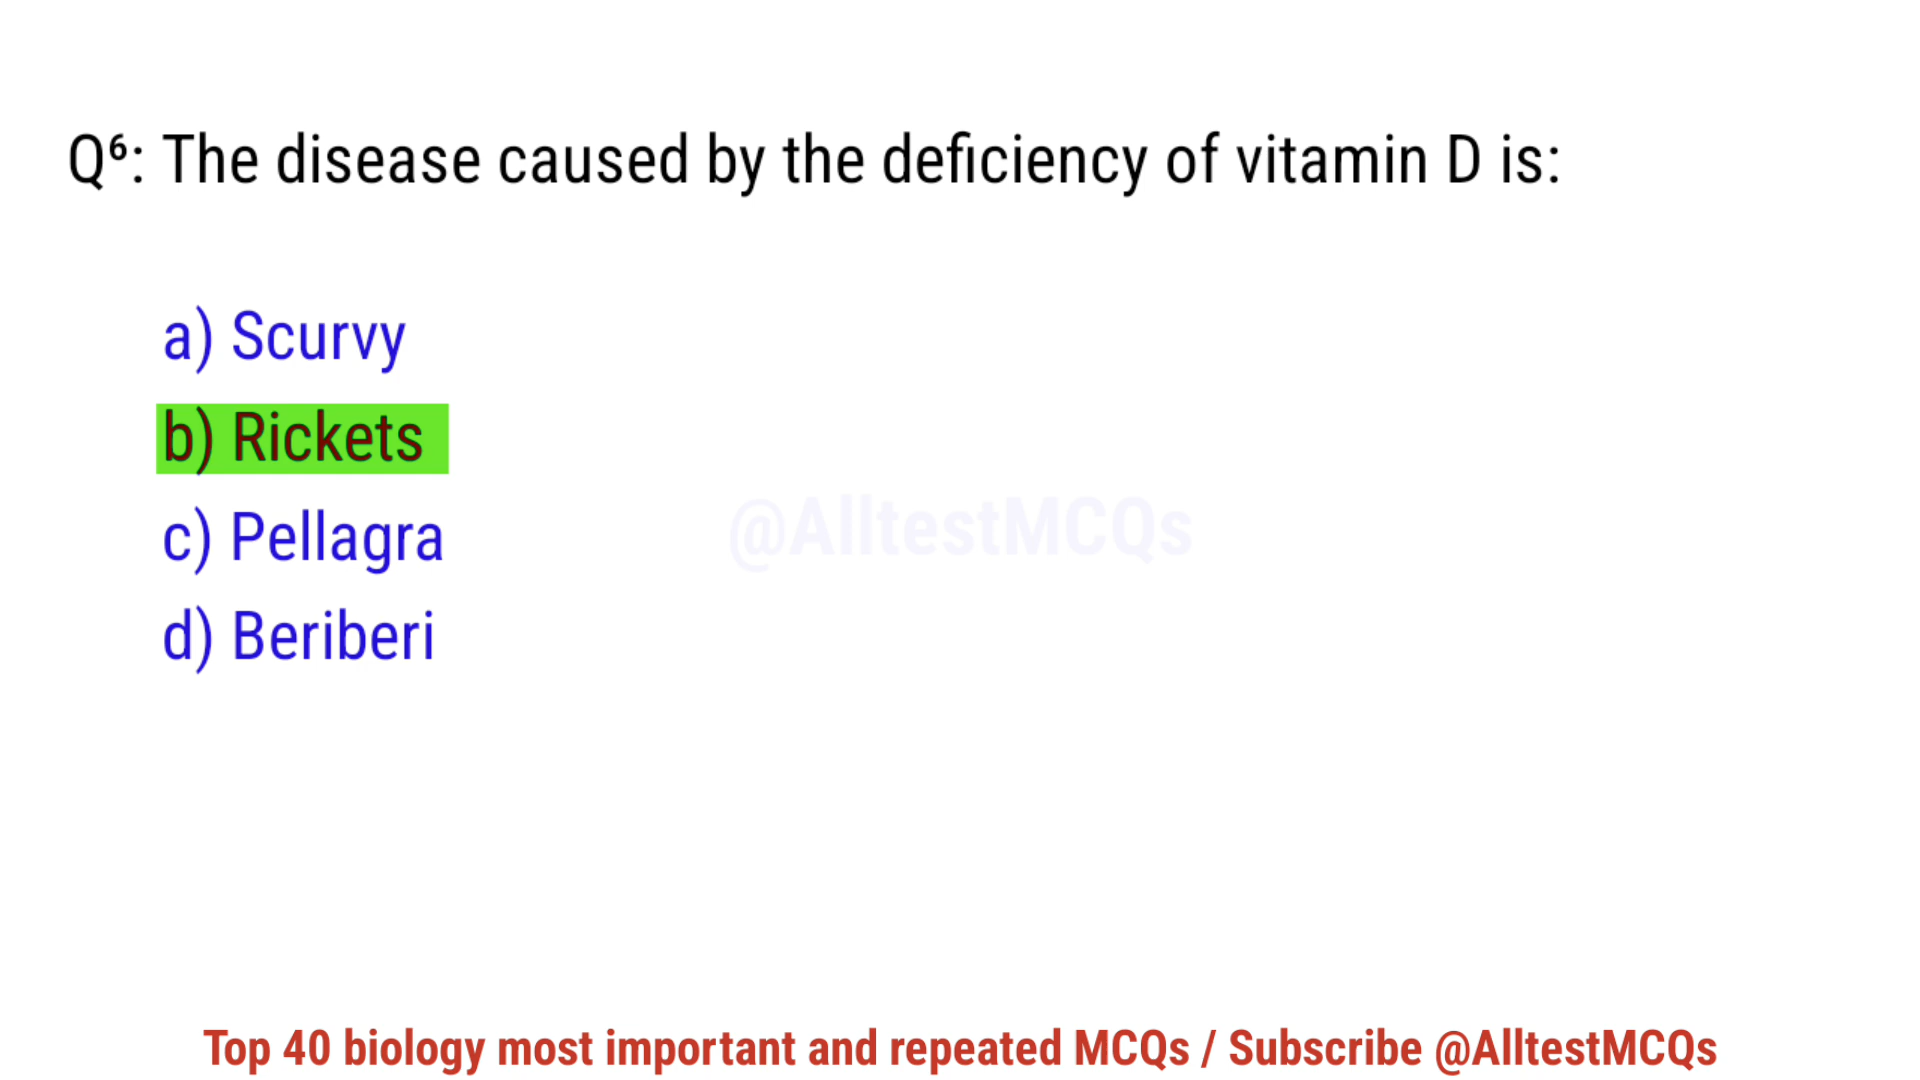 Q⁶: The disease caused by the deficiency of vitamin D is:
a) Scurvy
b) Rickets
c) Pellagra
@AlltestMCQs
d) Beriberi
Top 40 biology most important and repeated MCQs / Subscribe @AlltestMCQs